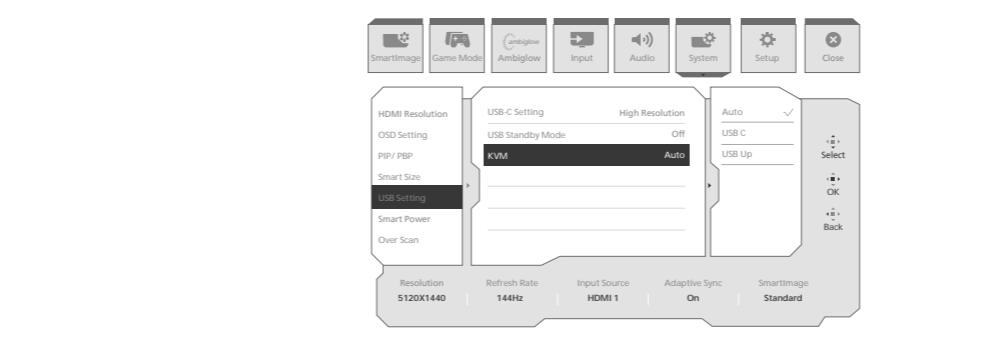 SmartImage
Game Mode
ambiglow
Ambiglow
Input
Audio
System
Setup
Close
HDMI Resolution
OSD Setting
PIP/ PBP
Smart Size
USB Setting
Smart Power
Over Scan
USB-C Setting High Resolution
USB Standby Mode Off
KVM Auto
Auto
USB C
USB Up
Select
OK
Back
Resolution Refresh Rate Input Source Adaptive Sync SmartImage
5120X1440 144Hz HDMI 1 On Standard